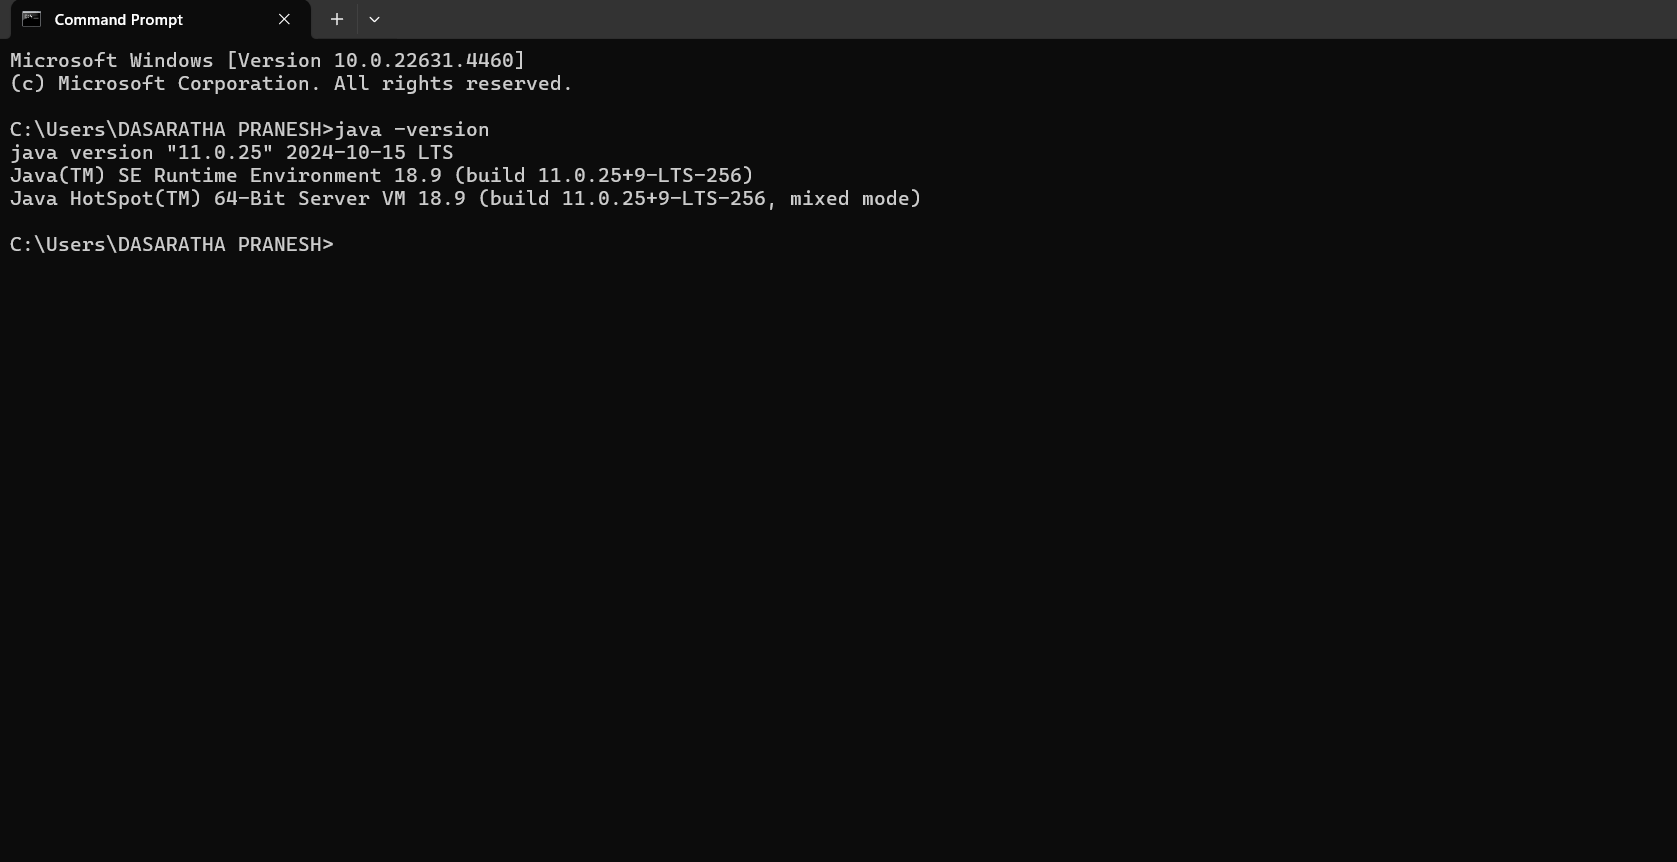 Command Prompt
Microsoft Windows [Version 10.0.22631.4460]
(c) Microsoft Corporation. All rights reserved.
C:\Users\DASARATHA PRANESH>java -version
java version "11.0.25" 2024-10-15 LTS
Java(TM) SE Runtime Environment 18.9 (build 11.0.25+9-LTS-256)
Java HotSpot(TM) 64-Bit Server VM 18.9 (build 11.0.25+9-LTS-256, mixed mode)
C:\Users\DASARATHA PRANESH>